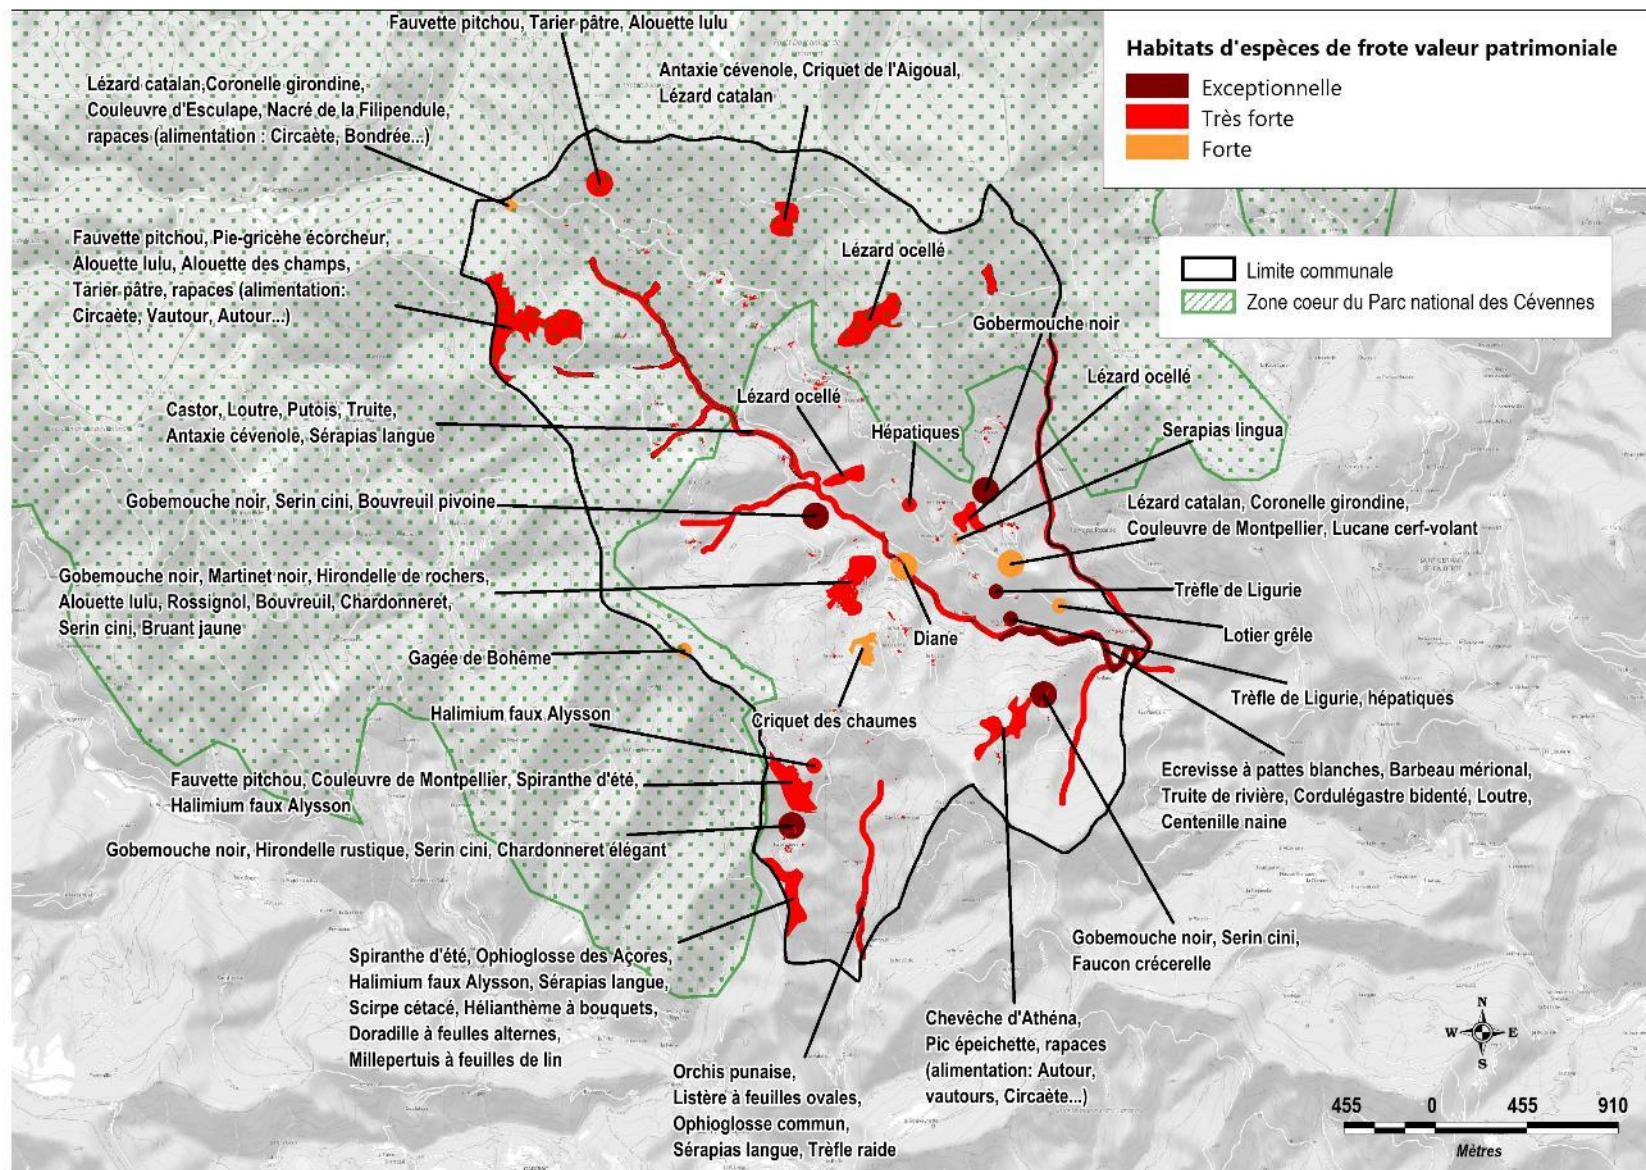 Fauvette pitchou, Tarier pâtre, Alouette lulu
Habitats d'espèces de frote valeur patrimoniale
Exceptionnelle
Très forte
Forte
Antaxie cévenole, Criquet de l'Aigoual,
Lézard catalan
Lézard catalan,Coronelle girondine,
Couleuvre d'Esculape, Nacré de la Filipendule,
rapaces (alimentation : Circaète, Bondrée...)
Fauvette pitchou, Pie-gricèhe écorcheur,
Alouette lulu, Alouette des champs,
Tarier pâtre, rapaces (alimentation:
Circaète, Vautour, Autour...)
Lézard ocellé
Limite communale
Zone coeur du Parc national des Cévennes
Gobermouche noir
Lézard ocellé
Lézard ocellé
Castor, Loutre, Putois, Truite,
Antaxie cévenole, Sérapias langue
Hépatiques
Serapias lingua
Gobemouche noir, Serin cini, Bouvreuil pivoine
Lézard catalan, Coronelle girondine,
Couleuvre de Montpellier, Lucane cerf-volant
Gobemouche noir, Martinet noir, Hirondelle de rochers,
Alouette lulu, Rossignol, Bouvreuil, Chardonneret,
Serin cini, Bruant jaune
Trèfle de Ligurie
Diane
Lotier grêle
Gagée de Bohême
Trèfle de Ligurie, hépatiques
Halimium faux Alysson
Criquet des chaumes
Fauvette pitchou, Couleuvre de Montpellier, Spiranthe d'été,
Halimium faux Alysson
Ecrevisse à pattes blanches, Barbeau mérional,
Truite de rivière, Cordulégastre bidenté, Loutre,
Centenille naine
Gobemouche noir, Hirondelle rustique, Serin cini, Chardonneret élégant
Gobemouche noir, Serin cini,
Faucon crécerelle
Spiranthe d'été, Ophioglosse des Açores,
Halimium faux Alysson, Sérapias langue,
Scirpe cétacé, Hélianthème à bouquets,
Doradille à feulles alternes,
Millepertuis à feuilles de lin
Chevêche d'Athéna,
Pic épeichette, rapaces
(alimentation: Autour,
vautours, Circaète...)
Orchis punaise,
Listère à feuilles ovales,
Ophioglosse commun,
Sérapias langue, Trèfle raide
N
W E
S
455 0 455 910
Mètres